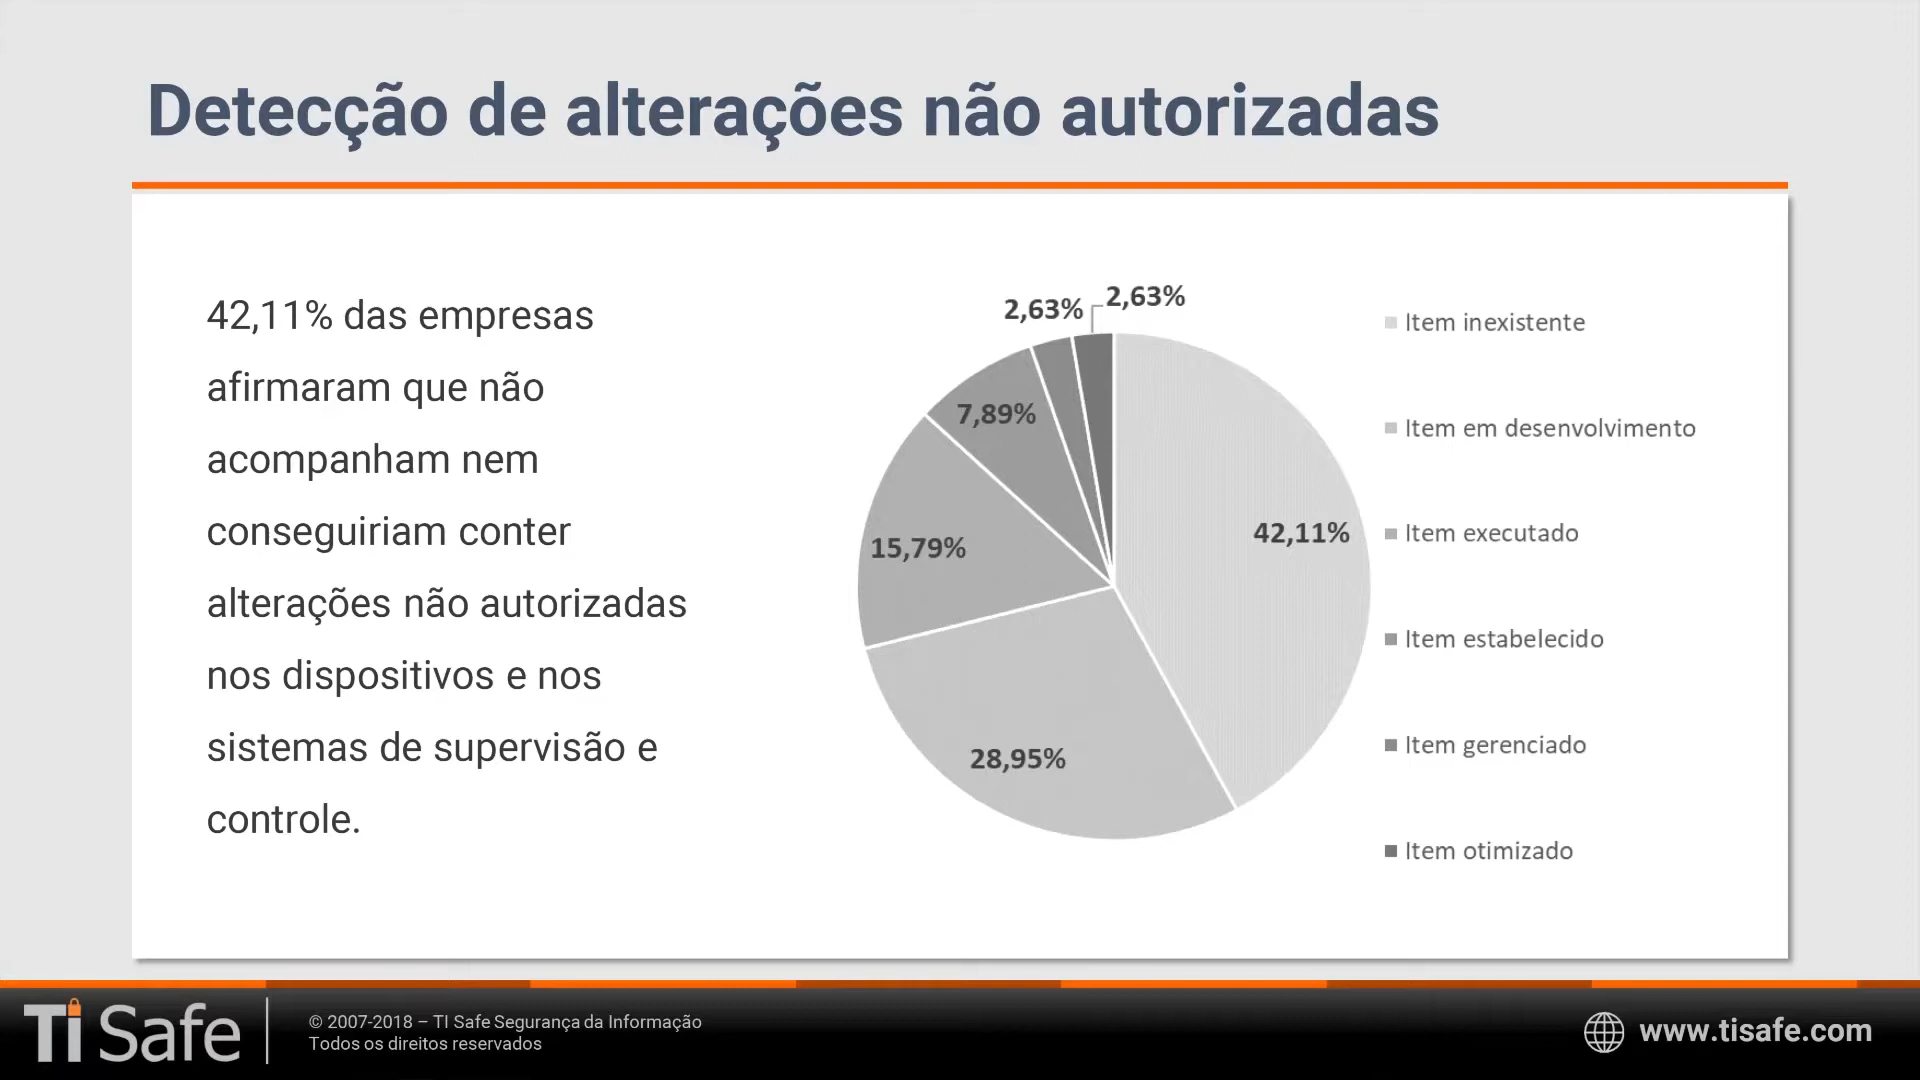 Detecção de alterações não autorizadas
42,11% das empresas
afirmaram que não
acompanham nem
conseguiriam conter
alterações não autorizadas
nos dispositivos e nos
sistemas de supervisão e
controle.
2,63%
2,63%
7,89%
15,79%
42,11%
28,95%
Item inexistente
Item em desenvolvimento
Item executado
Item estabelecido
Item gerenciado
Item otimizado
Ti Safe
© 2007-2018 – TI Safe Segurança da Informação
Todos os direitos reservados
www.tisafe.com